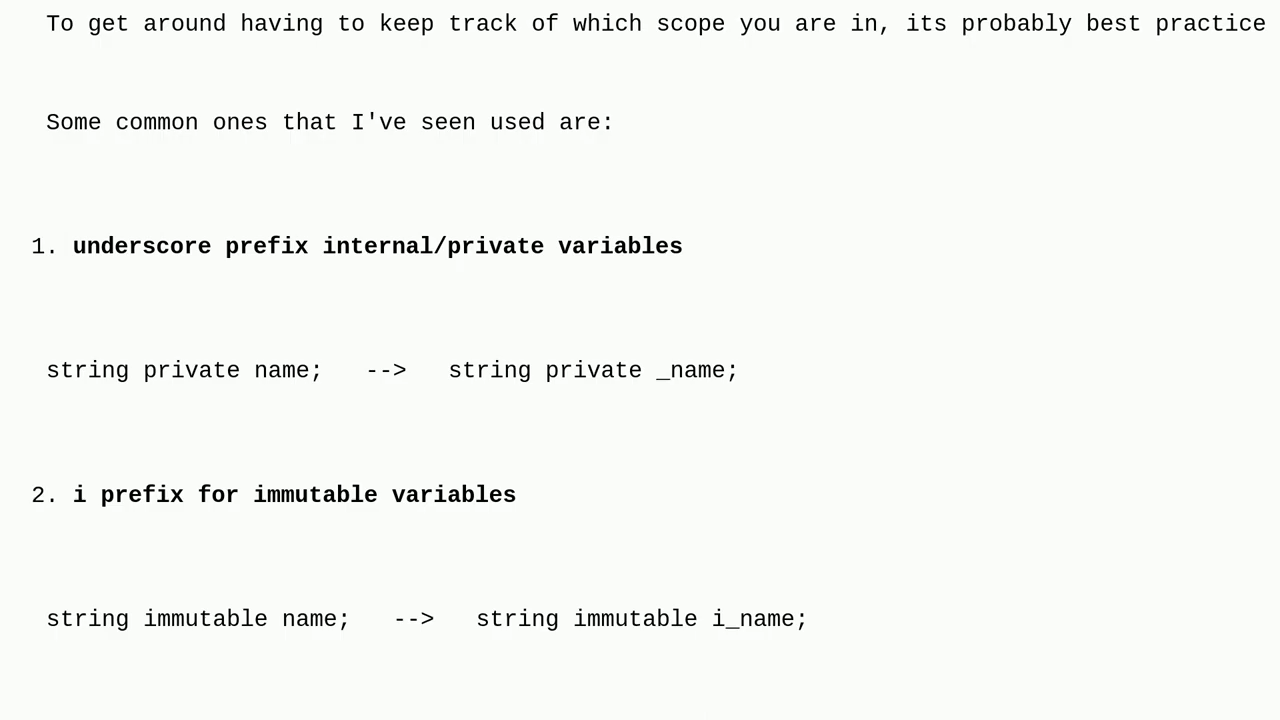 To get around having to keep track of which scope you are in, its probably best practice
Some common ones that I've seen used are:
1. underscore prefix internal/private variables
string private name;   -->   string private _name;
2. i prefix for immutable variables
string immutable name;   -->   string immutable i_name;